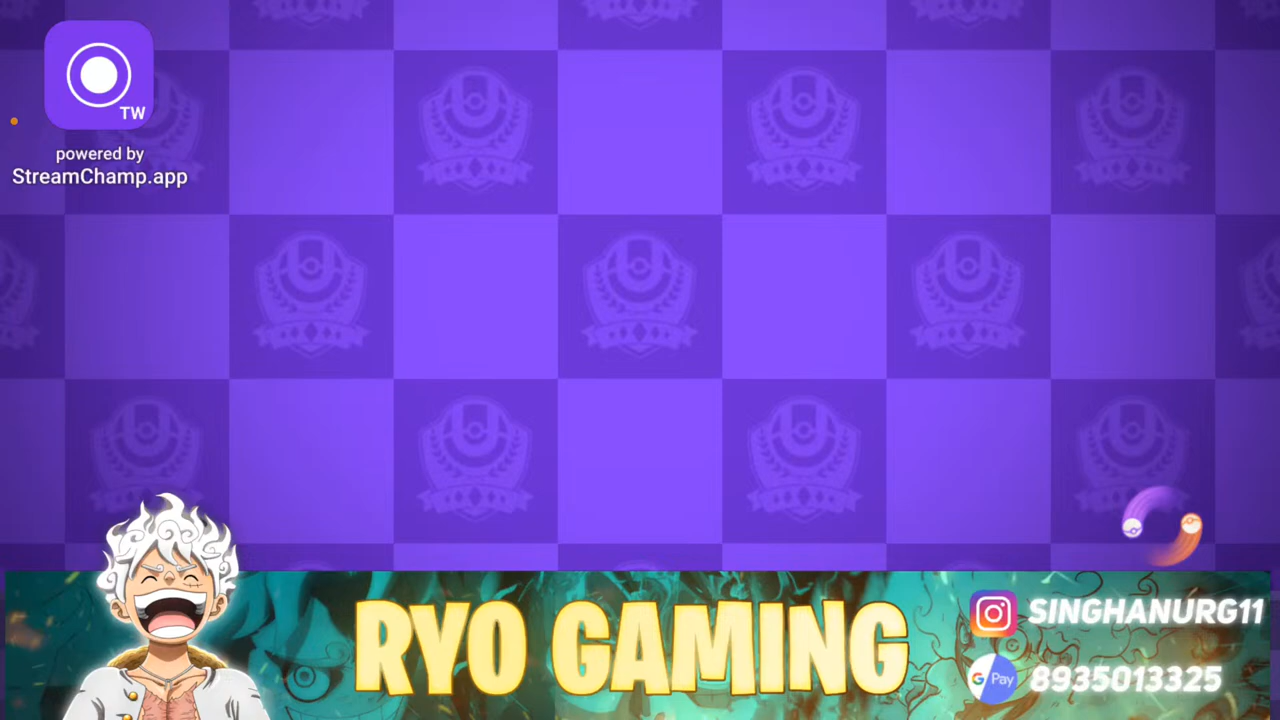 TW
powered by
StreamChamp.app
RYO GAMING
SINGHANURG11
G Pay
8935013325